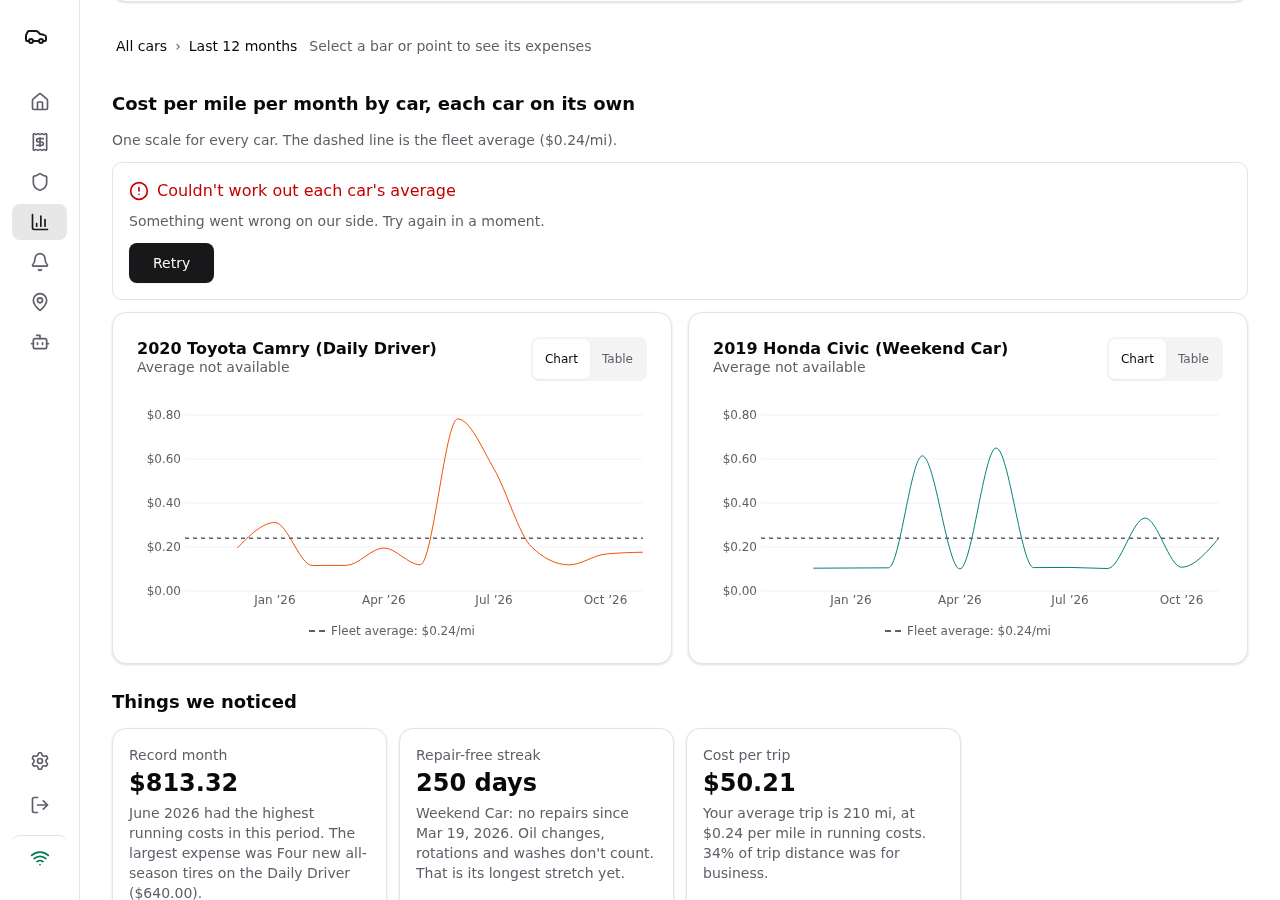 All cars › Last 12 months Select a bar or point to see its expenses
Cost per mile per month by car, each car on its own
One scale for every car. The dashed line is the fleet average ($0.24/mi).
Couldn't work out each car's average
Something went wrong on our side. Try again in a moment.
Retry
2020 Toyota Camry (Daily Driver)
Average not available
Chart Table
$0.80
$0.60
$0.40
$0.20
$0.00
Jan ’26 Apr ’26 Jul ’26 Oct ’26
Fleet average: $0.24/mi
2019 Honda Civic (Weekend Car)
Average not available
Chart Table
$0.80
$0.60
$0.40
$0.20
$0.00
Jan ’26 Apr ’26 Jul ’26 Oct ’26
Fleet average: $0.24/mi
Things we noticed
Record month
$813.32
June 2026 had the highest
running costs in this period. The
largest expense was Four new all-
season tires on the Daily Driver
($640.00).
Repair-free streak
250 days
Weekend Car: no repairs since
Mar 19, 2026. Oil changes,
rotations and washes don't count.
That is its longest stretch yet.
Cost per trip
$50.21
Your average trip is 210 mi, at
$0.24 per mile in running costs.
34% of trip distance was for
business.